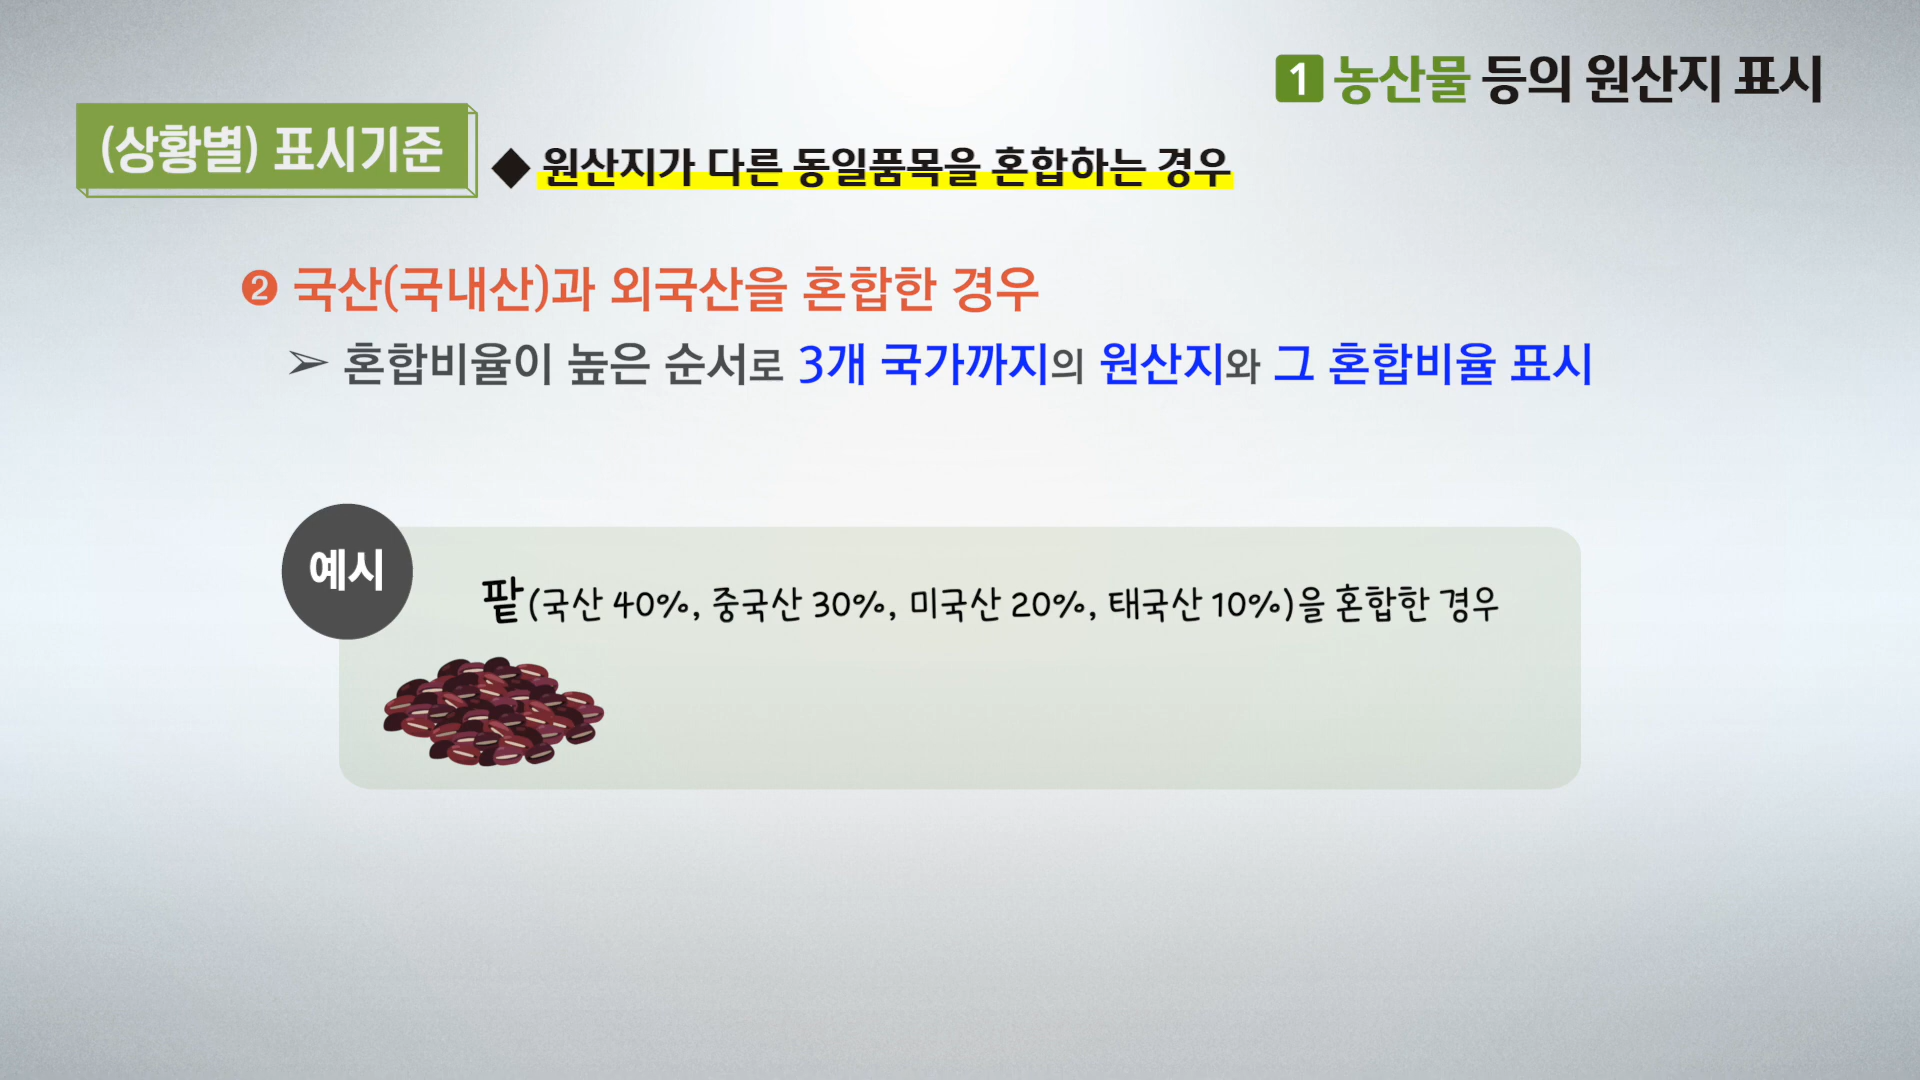 1 농산물 등의 원산지 표시
(상황별) 표시기준
◆ 원산지가 다른 동일품목을 혼합하는 경우
❷ 국산(국내산)과 외국산을 혼합한 경우
➢ 혼합비율이 높은 순서로 3개 국가까지의 원산지와 그 혼합비율 표시
예시
팥(국산 40%, 중국산 30%, 미국산 20%, 태국산 10%)을 혼합한 경우